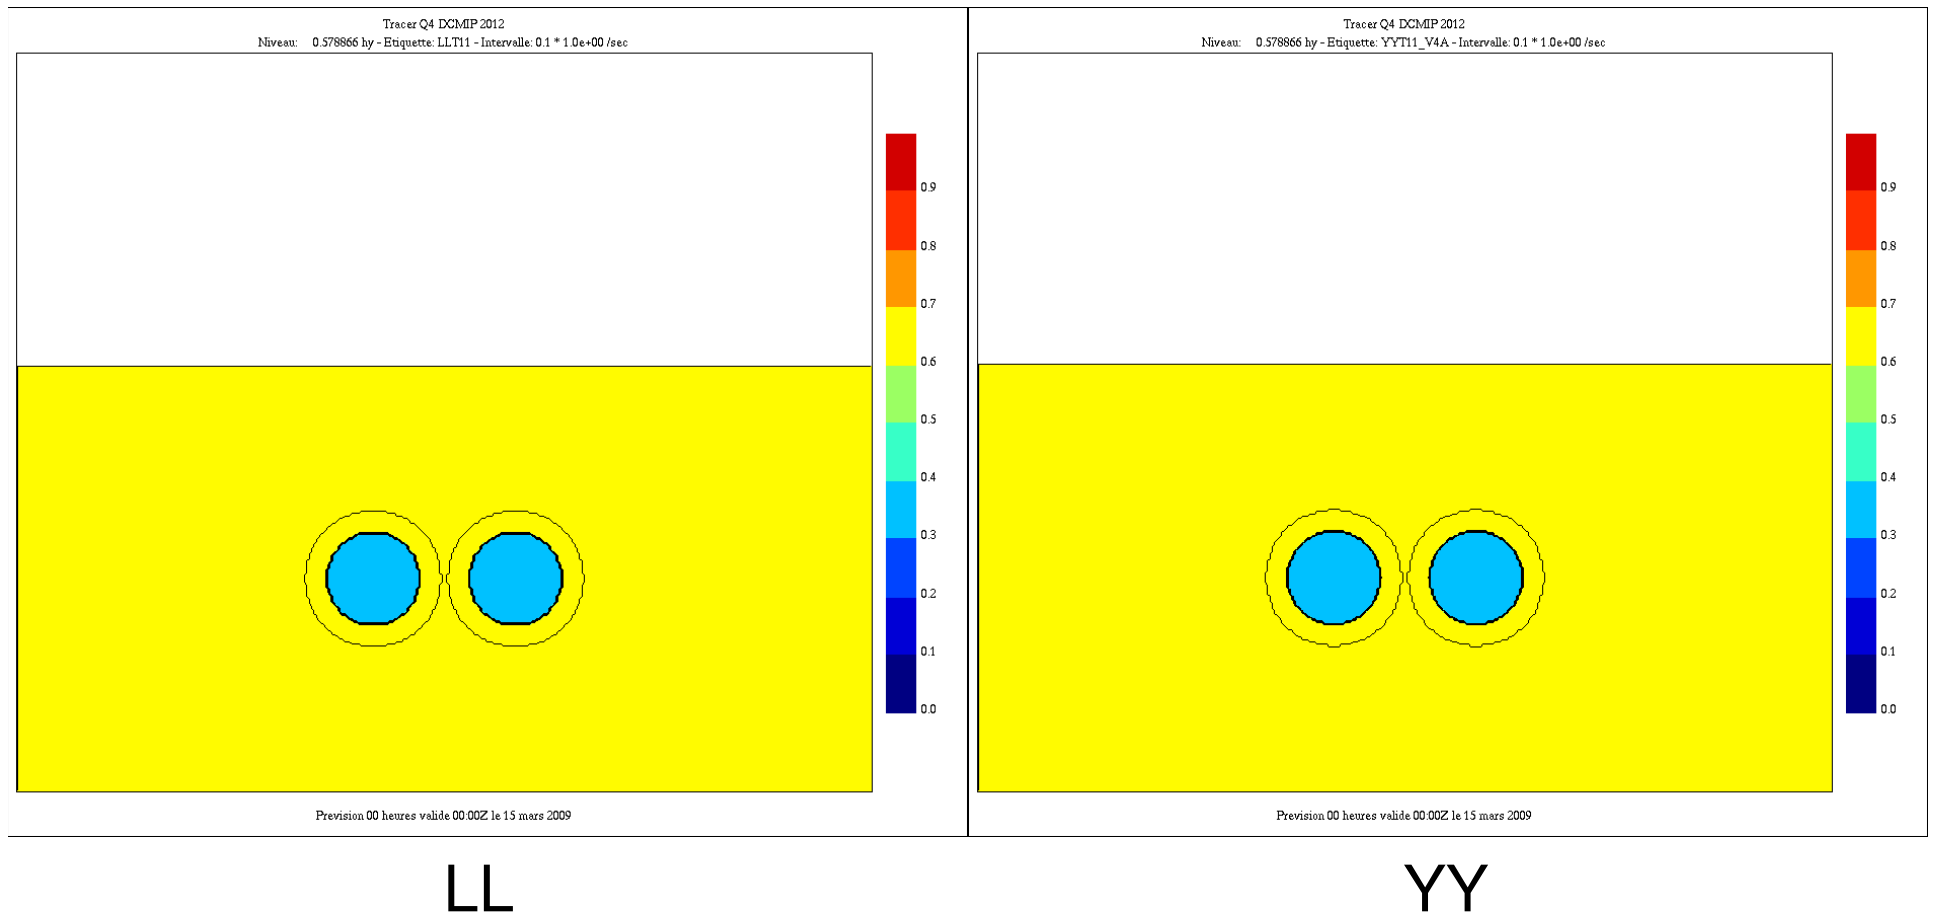 Tracer Q4 DCMIP 2012
Niveau: 0.578866 hy - Etiquette: LLT11 - Intervalle: 0.1 * 1.0e+00 /sec
0.9
0.8
0.7
0.6
0.5
0.4
0.3
0.2
0.1
0.0
Prevision 00 heures valide 00:00Z le 15 mars 2009
LL
Tracer Q4 DCMIP 2012
Niveau: 0.578866 hy - Etiquette: YYT11_V4A - Intervalle: 0.1 * 1.0e+00 /sec
0.9
0.8
0.7
0.6
0.5
0.4
0.3
0.2
0.1
0.0
Prevision 00 heures valide 00:00Z le 15 mars 2009
YY